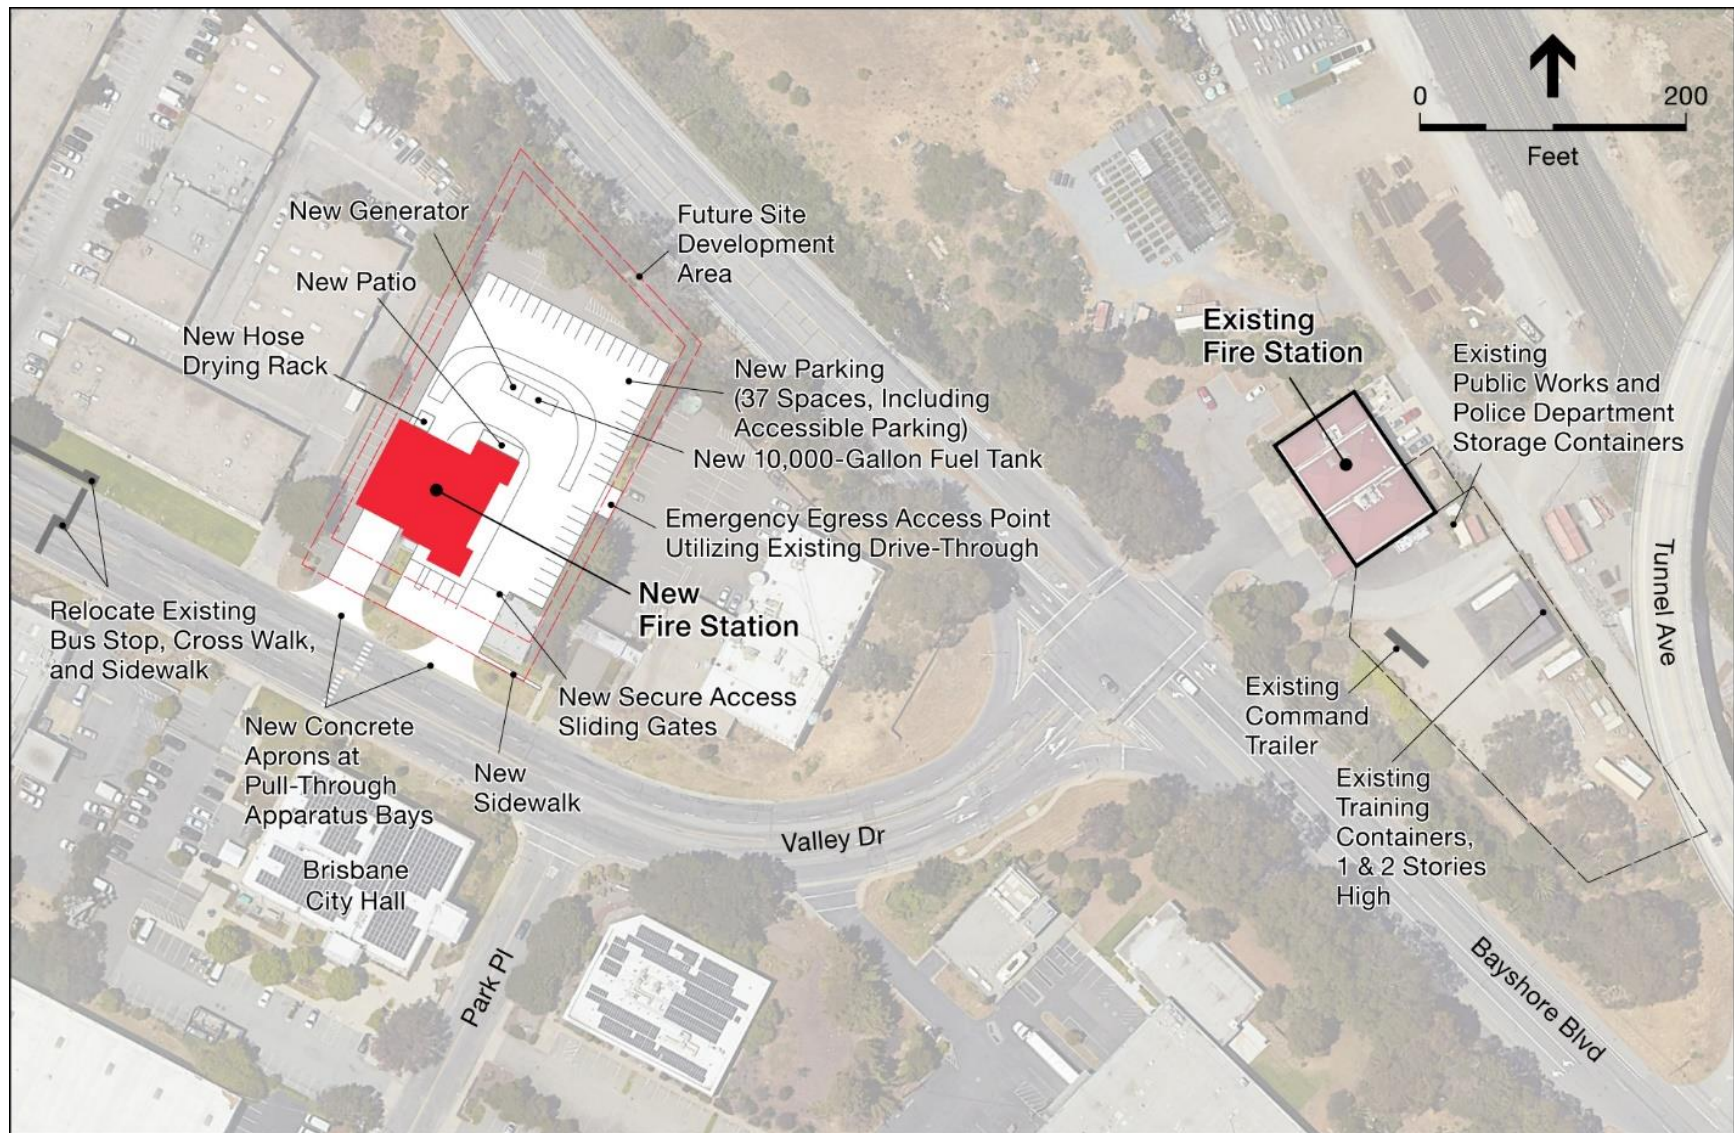 0
200
Feet
New Generator
Future Site
Development
Area
New Patio
New Hose
Drying Rack
New Parking
(37 Spaces, Including
Accessible Parking)
New 10,000-Gallon Fuel Tank
Existing
Fire Station
Existing
Public Works and
Police Department
Storage Containers
Emergency Egress Access Point
Utilizing Existing Drive-Through
New
Fire Station
Tunnel Ave
Relocate Existing
Bus Stop, Cross Walk,
and Sidewalk
New Secure Access
Sliding Gates
Existing
Command
Trailer
New Concrete
Aprons at
Pull-Through
Apparatus Bays
New
Sidewalk
Existing
Training
Containers,
1 & 2 Stories
High
Valley Dr
Brisbane
City Hall
Park Pl
Bayshore Blvd